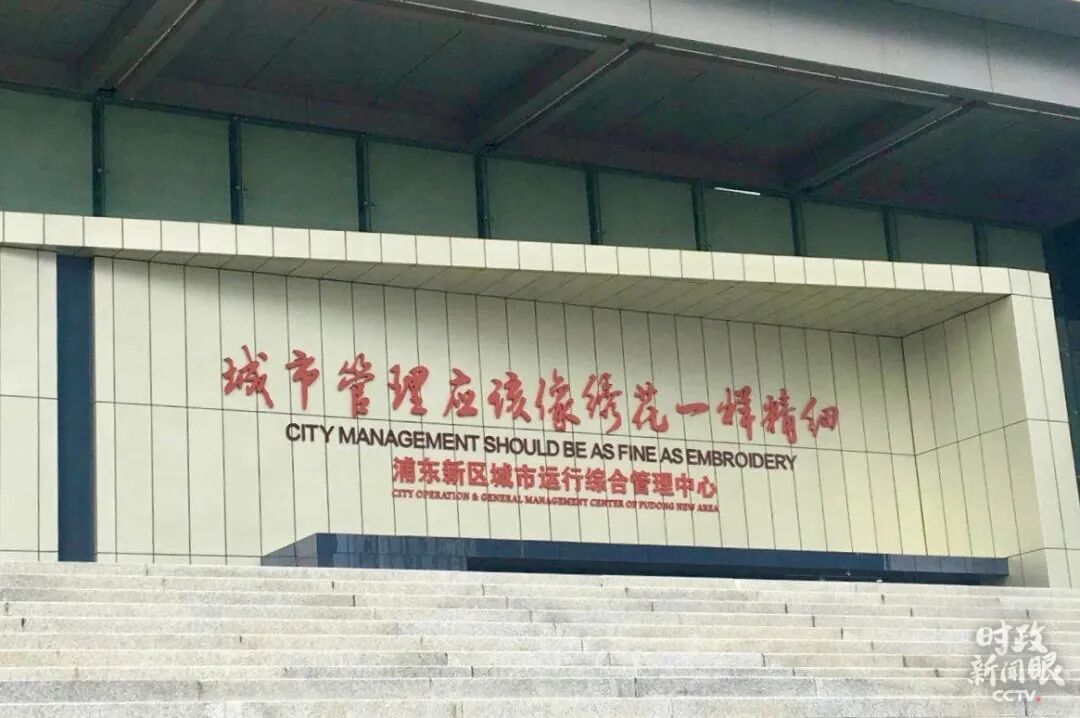 城市管理应该像绣花一样精细
CITY MANAGEMENT SHOULD BE AS FINE AS EMBROIDERY
浦东新区城市运行综合管理中心
CITY OPERATION & GENERAL MANAGEMENT CENTER OF PUDONG NEW AREA
时政
新闻眼
CCTV